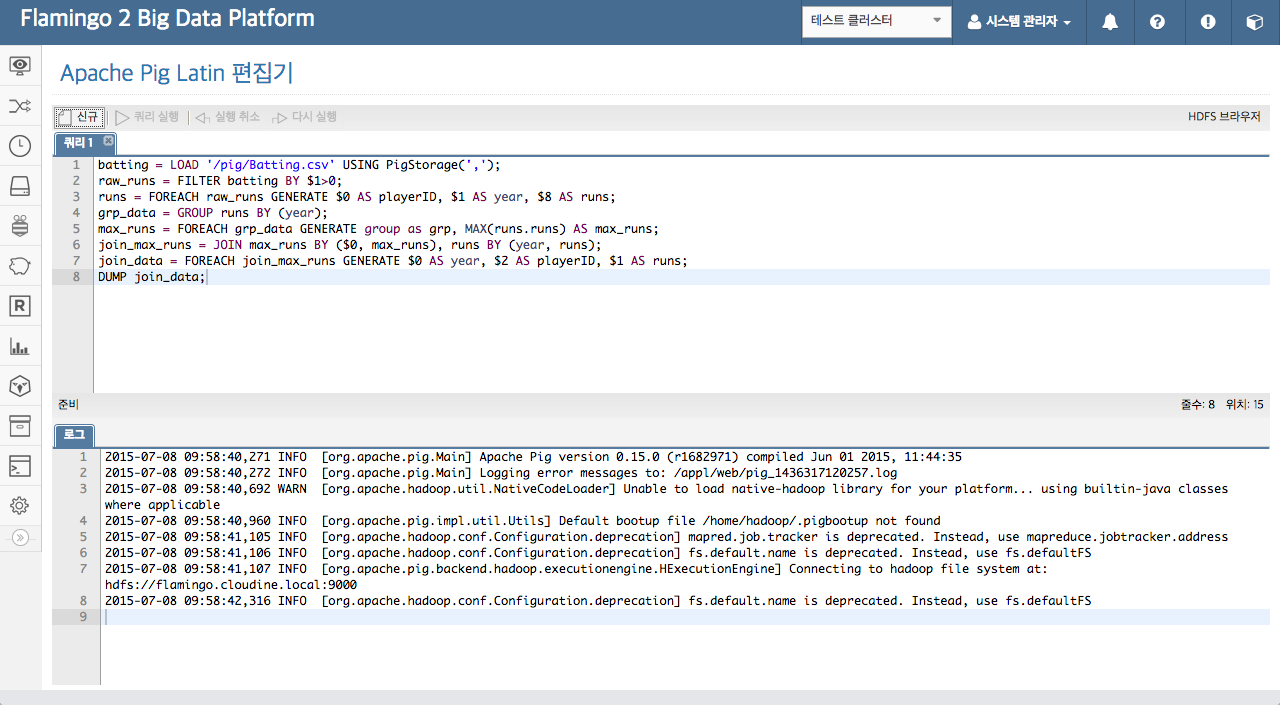 Flamingo 2 Big Data Platform
테스트 클러스터
시스템 관리자
Apache Pig Latin 편집기
신규 쿼리 실행 실행 취소 다시 실행 HDFS 브라우저
쿼리 1
1 batting = LOAD '/pig/Batting.csv' USING PigStorage(',');
2 raw_runs = FILTER batting BY $1>0;
3 runs = FOREACH raw_runs GENERATE $0 AS playerID, $1 AS year, $8 AS runs;
4 grp_data = GROUP runs BY (year);
5 max_runs = FOREACH grp_data GENERATE group as grp, MAX(runs.runs) AS max_runs;
6 join_max_runs = JOIN max_runs BY ($0, max_runs), runs BY (year, runs);
7 join_data = FOREACH join_max_runs GENERATE $0 AS year, $2 AS playerID, $1 AS runs;
8 DUMP join_data;
준비 줄수: 8 위치: 15
로그
1 2015-07-08 09:58:40,271 INFO [org.apache.pig.Main] Apache Pig version 0.15.0 (r1682971) compiled Jun 01 2015, 11:44:35
2 2015-07-08 09:58:40,272 INFO [org.apache.pig.Main] Logging error messages to: /appl/web/pig_1436317120257.log
3 2015-07-08 09:58:40,692 WARN [org.apache.hadoop.util.NativeCodeLoader] Unable to load native-hadoop library for your platform... using builtin-java classes
where applicable
4 2015-07-08 09:58:40,960 INFO [org.apache.pig.impl.util.Utils] Default bootup file /home/hadoop/.pigbootup not found
5 2015-07-08 09:58:41,105 INFO [org.apache.hadoop.conf.Configuration.deprecation] mapred.job.tracker is deprecated. Instead, use mapreduce.jobtracker.address
6 2015-07-08 09:58:41,106 INFO [org.apache.hadoop.conf.Configuration.deprecation] fs.default.name is deprecated. Instead, use fs.defaultFS
7 2015-07-08 09:58:41,107 INFO [org.apache.pig.backend.hadoop.executionengine.HExecutionEngine] Connecting to hadoop file system at:
hdfs://flamingo.cloudine.local:9000
8 2015-07-08 09:58:42,316 INFO [org.apache.hadoop.conf.Configuration.deprecation] fs.default.name is deprecated. Instead, use fs.defaultFS
9
R